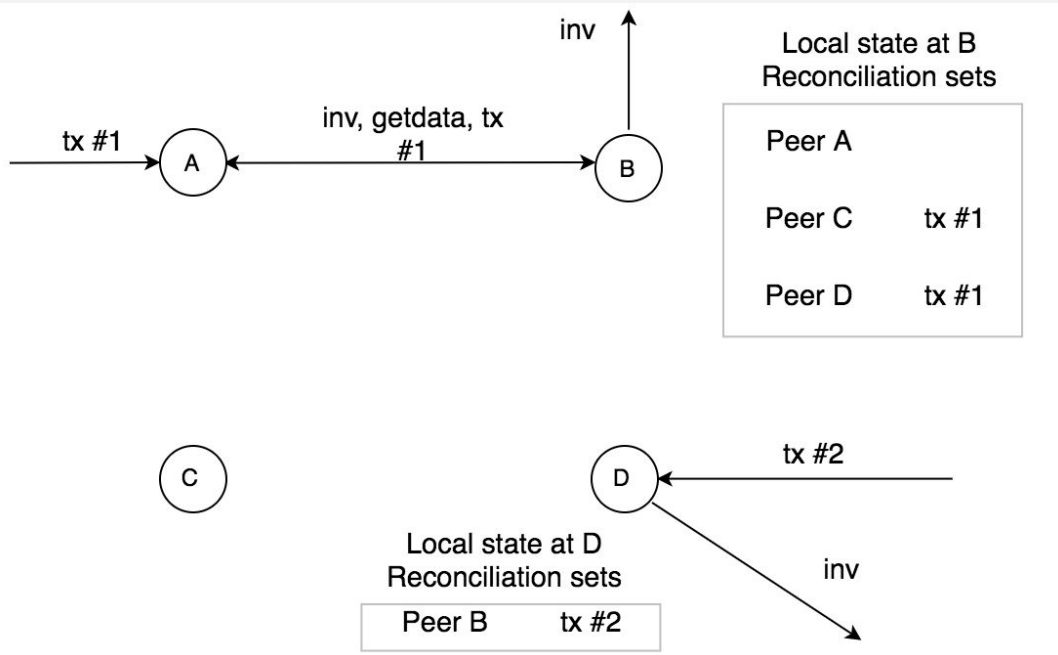 inv
Local state at B
Reconciliation sets
tx #1
inv, getdata, tx
#1
A
B
Peer A
Peer C tx #1
Peer D tx #1
C
D
tx #2
Local state at D
Reconciliation sets
inv
Peer B tx #2